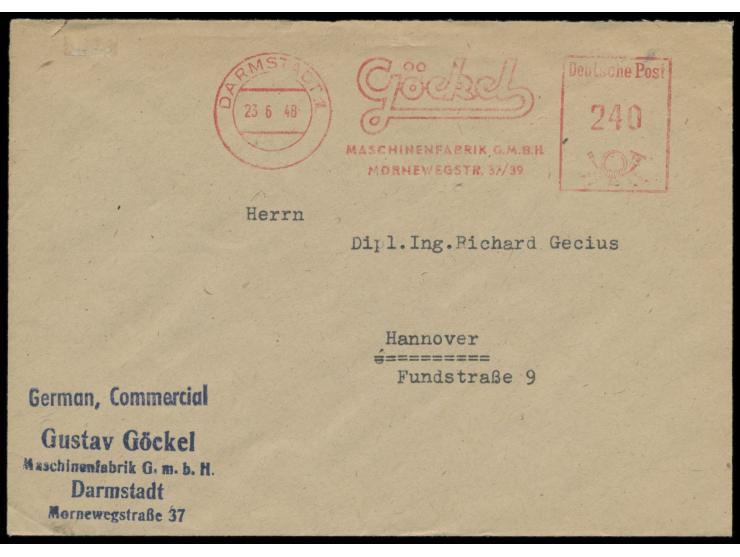 DARMSTADT 1
23 6 48
Göckel
MASCHINENFABRIK G.M.B.H.
MORNEWEGSTR. 37/39
Deutsche Post
240
Herrn
Dipl.Ing.Richard Gecius
Hannover
Fundstraße 9
German, Commercial
Gustav Göckel
Maschinenfabrik G. m. b. H.
Darmstadt
Mornewegstraße 37